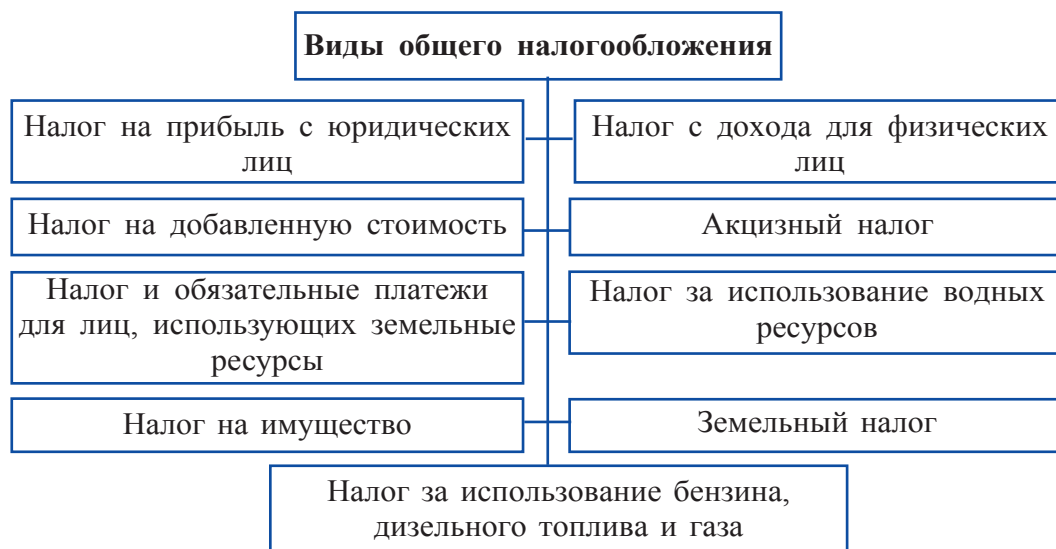 Виды общего налогообложения
Налог на прибыль с юридических
лиц
Налог с дохода для физических
лиц
Налог на добавленную стоимость
Акцизный налог
Налог и обязательные платежи
для лиц, использующих земельные
ресурсы
Налог за использование водных
ресурсов
Налог на имущество
Земельный налог
Налог за использование бензина,
дизельного топлива и газа